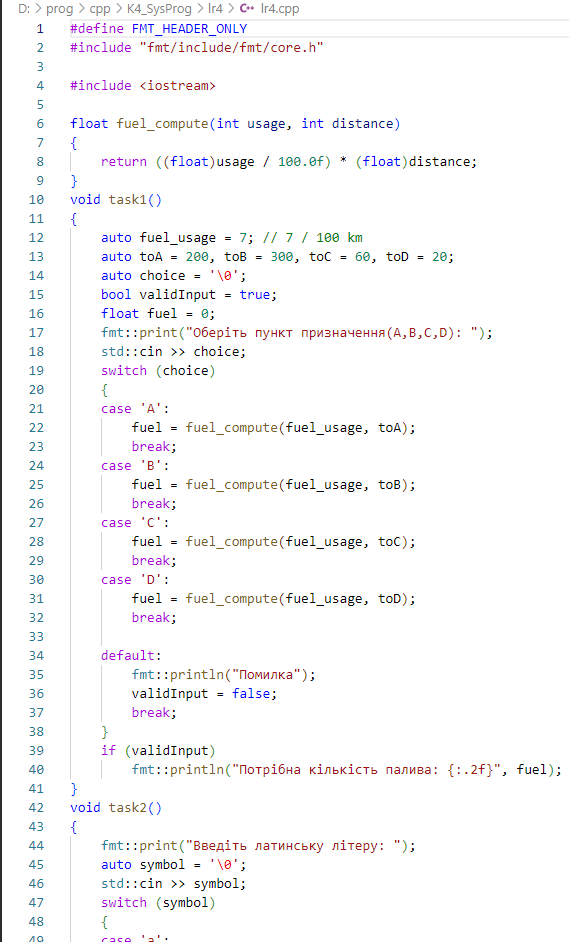 D: > prog > cpp > K4_SysProg > lr4 > lr4.cpp
1 #define FMT_HEADER_ONLY
2 #include "fmt/include/fmt/core.h"
3
4 #include <iostream>
5
6 float fuel_compute(int usage, int distance)
7 {
8     return ((float)usage / 100.0f) * (float)distance;
9 }
10 void task1()
11 {
12     auto fuel_usage = 7; // 7 / 100 km
13     auto toA = 200, toB = 300, toC = 60, toD = 20;
14     auto choice = '\0';
15     bool validInput = true;
16     float fuel = 0;
17     fmt::print("Оберіть пункт призначення(A,B,C,D): ");
18     std::cin >> choice;
19     switch (choice)
20     {
21     case 'A':
22         fuel = fuel_compute(fuel_usage, toA);
23         break;
24     case 'B':
25         fuel = fuel_compute(fuel_usage, toB);
26         break;
27     case 'C':
28         fuel = fuel_compute(fuel_usage, toC);
29         break;
30     case 'D':
31         fuel = fuel_compute(fuel_usage, toD);
32         break;
33
34     default:
35         fmt::println("Помилка");
36         validInput = false;
37         break;
38     }
39     if (validInput)
40         fmt::println("Потрібна кількість палива: {:.2f}", fuel);
41 }
42 void task2()
43 {
44     fmt::print("Введіть латинську літеру: ");
45     auto symbol = '\0';
46     std::cin >> symbol;
47     switch (symbol)
48     {
49     case 'a':